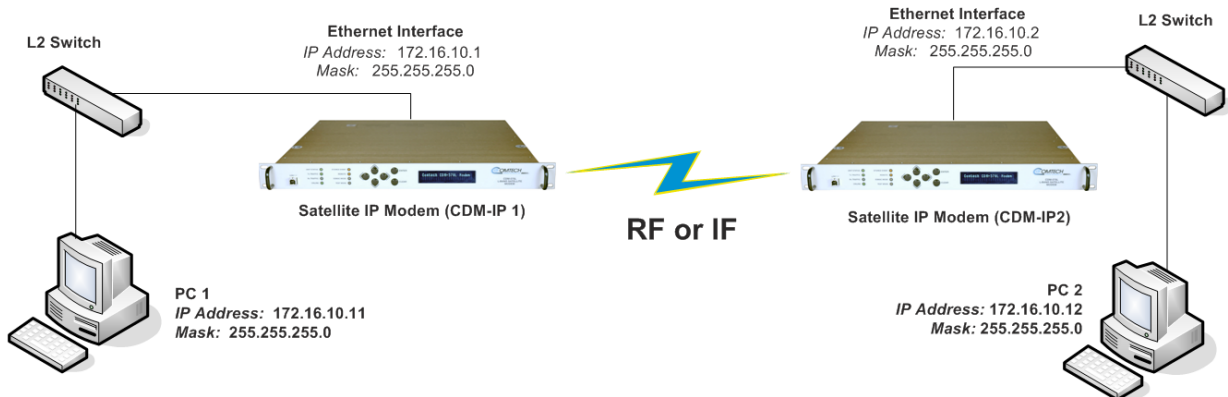 L2 Switch
Ethernet Interface
IP Address: 172.16.10.1
Mask: 255.255.255.0
Satellite IP Modem (CDM-IP 1)
PC 1
IP Address: 172.16.10.11
Mask: 255.255.255.0
RF or IF
Ethernet Interface
IP Address: 172.16.10.2
Mask: 255.255.255.0
L2 Switch
Satellite IP Modem (CDM-IP2)
PC 2
IP Address: 172.16.10.12
Mask: 255.255.255.0